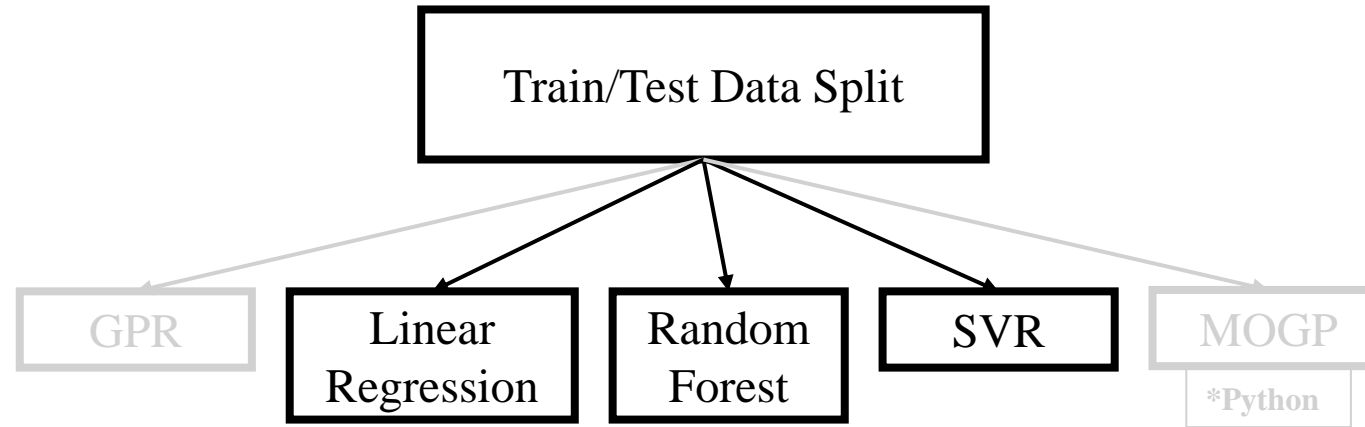 Train/Test Data Split
GPR
Linear
Regression
Random
Forest
SVR
MOGP
*Python